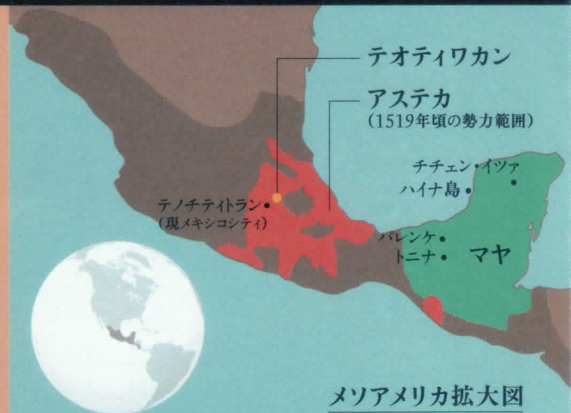 テオティワカン
アステカ
(1519年頃の勢力範囲)
チチェン・イツァ
ハイナ島
テノチティトラン
(現メキシコシティ)
パレンケ
トニナ
マヤ
メソアメリカ拡大図